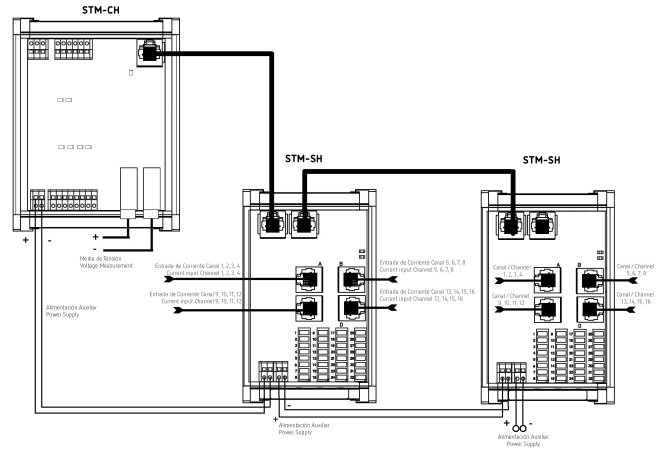 STM-CH
STM-SH
STM-SH
+
-
+
-
Media de Tensión
Voltage Measurement
Alimentación Auxiliar
Power Supply
Entrada de Corriente Canal 1, 2, 3, 4
Current input Channel 1, 2, 3, 4
Entrada de Corriente Canal 9, 10, 11, 12
Current input Channel 9, 10, 11, 12
A
B
D
Entrada de Corriente Canal 5, 6, 7, 8
Current input Channel 5, 6, 7, 8
Entrada de Corriente Canal 13, 14, 15, 16
Current input Channel 13, 14, 15, 16
Canal / Channel
1, 2, 3, 4
Canal / Channel
9, 10, 11, 12
A
B
D
Canal / Channel
5, 6, 7, 8
Canal / Channel
13, 14, 15, 16
+
-
Alimentación Auxiliar
Power Supply
+
-
Alimentación Auxiliar
Power Supply